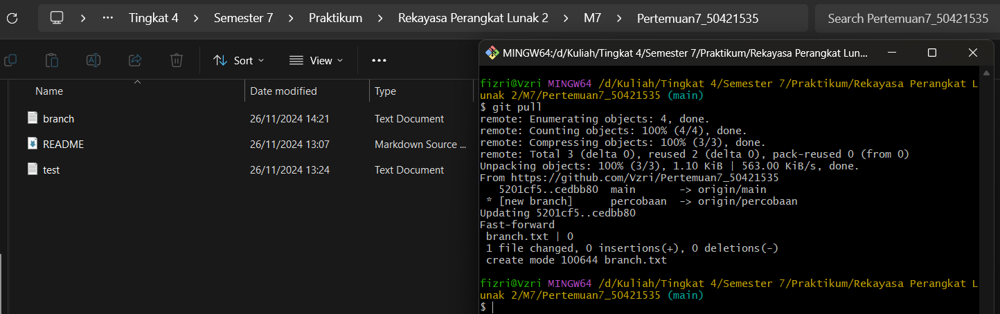 Tingkat 4 > Semester 7 > Praktikum > Rekayasa Perangkat Lunak 2 > M7 > Pertemuan7_50421535
Search Pertemuan7_50421535
Sort
View
Name Date modified Type
branch 26/11/2024 14:21 Text Document
README 26/11/2024 13:07 Markdown Source ...
test 26/11/2024 13:24 Text Document
MINGW64:/d/Kuliah/Tingkat 4/Semester 7/Praktikum/Rekayasa Perangkat Lun...
fizri@Vzri MINGW64 /d/Kuliah/Tingkat 4/Semester 7/Praktikum/Rekayasa Perangkat L
unak 2/M7/Pertemuan7_50421535 (main)
$ git pull
remote: Enumerating objects: 4, done.
remote: Counting objects: 100% (4/4), done.
remote: Compressing objects: 100% (3/3), done.
remote: Total 3 (delta 0), reused 2 (delta 0), pack-reused 0 (from 0)
Unpacking objects: 100% (3/3), 1.10 KiB | 563.00 KiB/s, done.
From https://github.com/Vzri/Pertemuan7_50421535
   5201cf5..cedbb80  main       -> origin/main
 * [new branch]      percobaan  -> origin/percobaan
Updating 5201cf5..cedbb80
Fast-forward
 branch.txt | 0
 1 file changed, 0 insertions(+), 0 deletions(-)
 create mode 100644 branch.txt
fizri@Vzri MINGW64 /d/Kuliah/Tingkat 4/Semester 7/Praktikum/Rekayasa Perangkat L
unak 2/M7/Pertemuan7_50421535 (main)
$